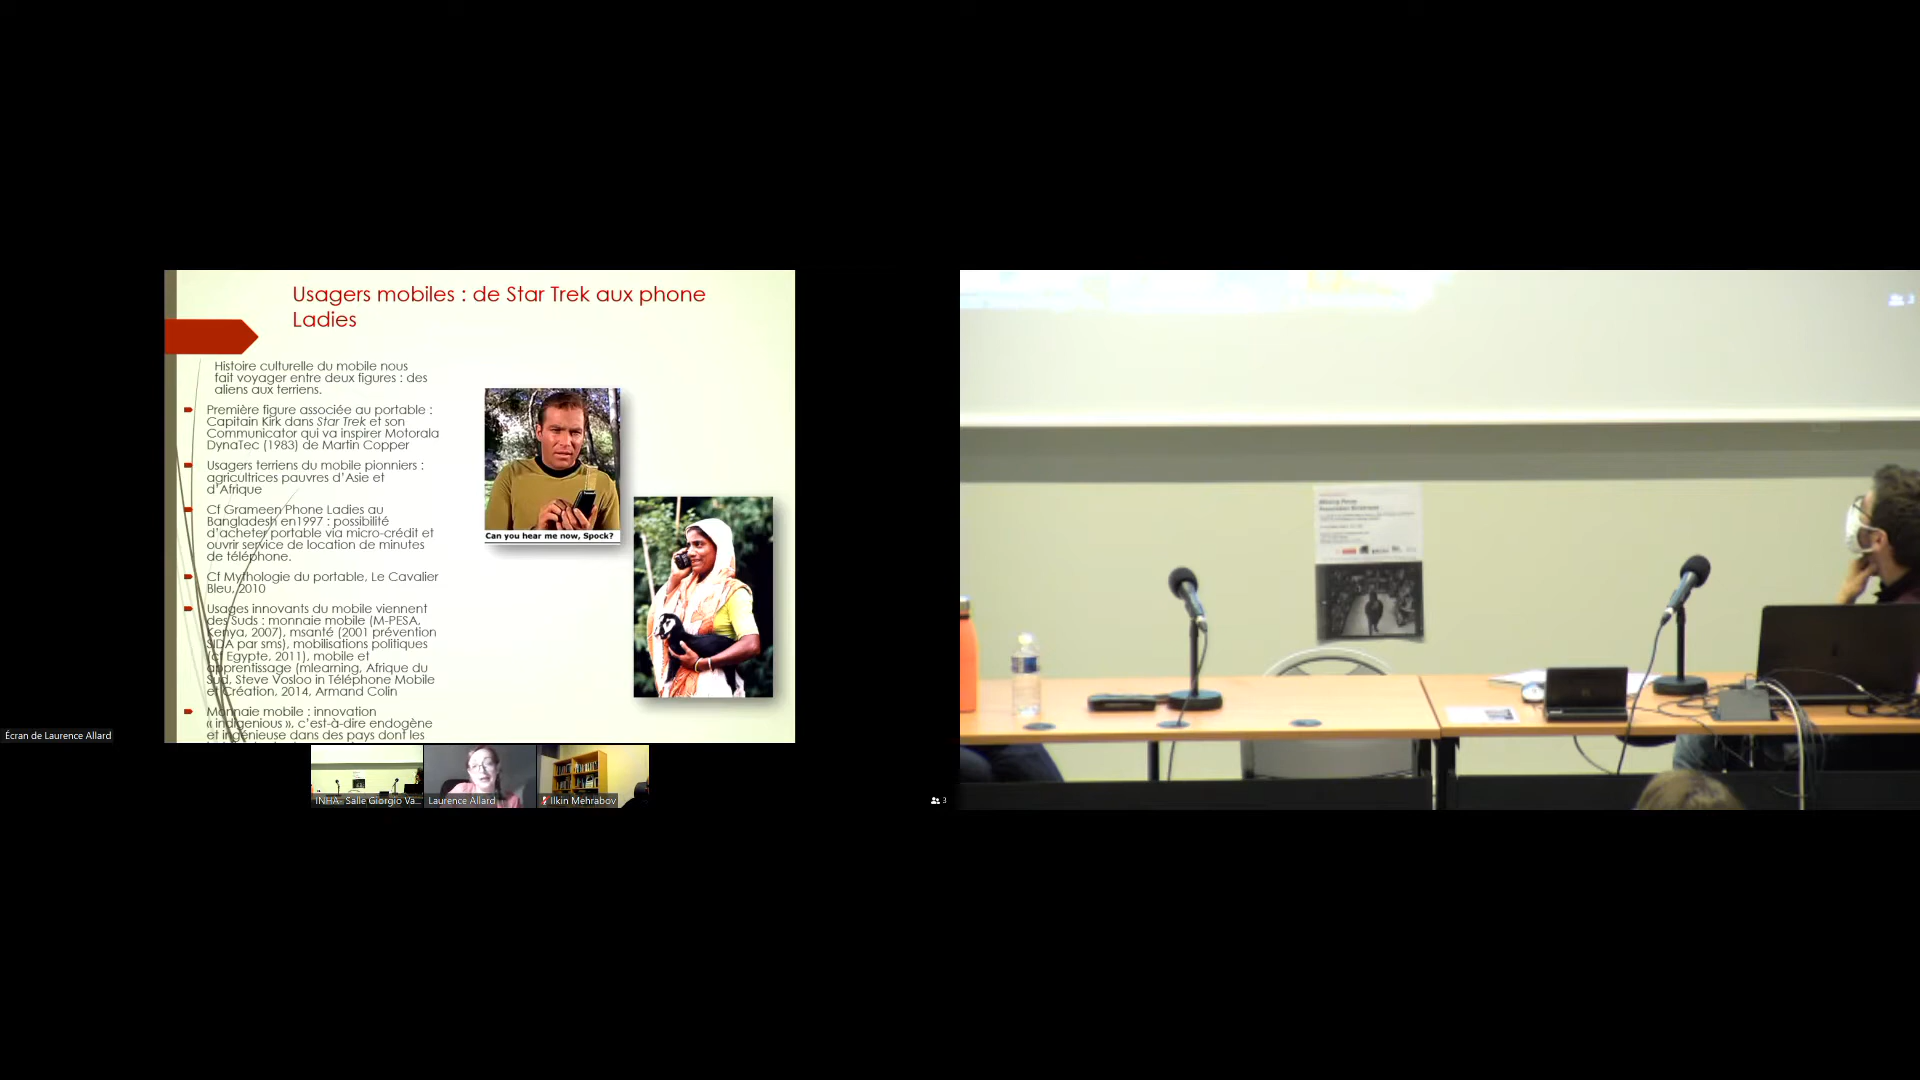 Usagers mobiles : de Star Trek aux phone
Ladies
Histoire culturelle du mobile nous
fait voyager entre deux figures : des
aliens aux terriens.
Première figure associée au portable :
Capitain Kirk dans Star Trek et son
Communicator qui va inspirer Motorala
DynaTec (1983) de Martin Copper
Usagers terriens du mobile pionniers :
agricultrices pauvres d'Asie et
d'Afrique
Cf Grameen Phone Ladies au
Bangladesh en1997 : possibilité
d'acheter portable via micro-crédit et
ouvrir service de location de minutes
de téléphone.
Cf Mythologie du portable, Le Cavalier
Bleu, 2010
Usages innovants du mobile viennent
des Suds : monnaie mobile (M-PESA,
Kenya, 2007), msanté (2001 prévention
SIDA par sms), mobilisations politiques
(cf Egypte, 2011), mobile et
apprentissage (mlearning, Afrique du
Sud, Steve Vosloo in Téléphone Mobile
et Création, 2014, Armand Colin
Monnaie mobile : innovation
« indigenious », c'est-à-dire endogène
et ingénieuse dans des pays dont les
Can you hear me now, Spock?
Écran de Laurence Allard
INHA- Salle Giorgio Va...
Laurence Allard
Ilkin Mehrabov
3